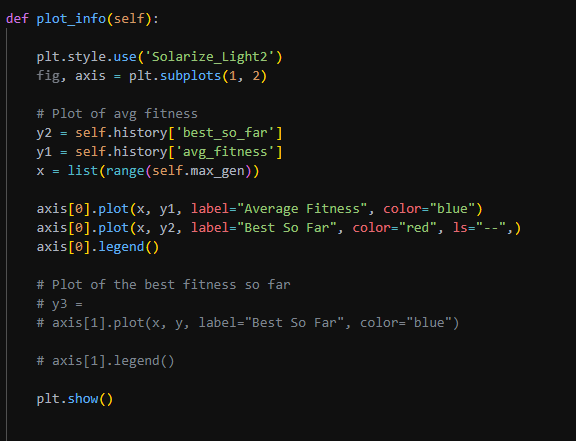 def plot_info(self):
plt.style.use('Solarize_Light2')
fig, axis = plt.subplots(1, 2)
# Plot of avg fitness
y2 = self.history['best_so_far']
y1 = self.history['avg_fitness']
x = list(range(self.max_gen))
axis[0].plot(x, y1, label="Average Fitness", color="blue")
axis[0].plot(x, y2, label="Best So Far", color="red", ls="--",)
axis[0].legend()
# Plot of the best fitness so far
# y3 =
# axis[1].plot(x, y, label="Best So Far", color="blue")
# axis[1].legend()
plt.show()